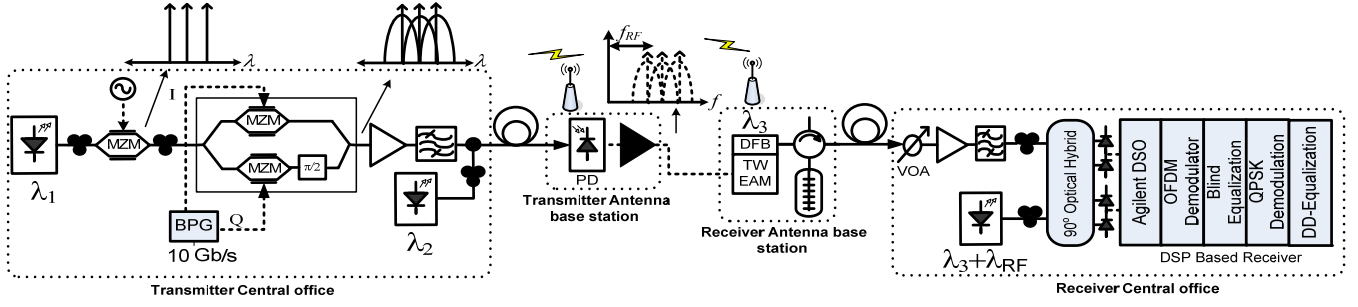 λ
λ
f_RF
f
I
MZM
MZM
MZM
π/2
λ1
BPG
Q
10 Gb/s
λ2
Transmitter Central office
PD
Transmitter Antenna
base station
λ3
DFB
TW
EAM
Receiver Antenna base
station
VOA
λ3+λRF
90° Optical Hybrid
Agilent DSO
OFDM
Demodulator
Blind
Equalization
QPSK
Demodulation
DD-Equalization
DSP Based Receiver
Receiver Central office